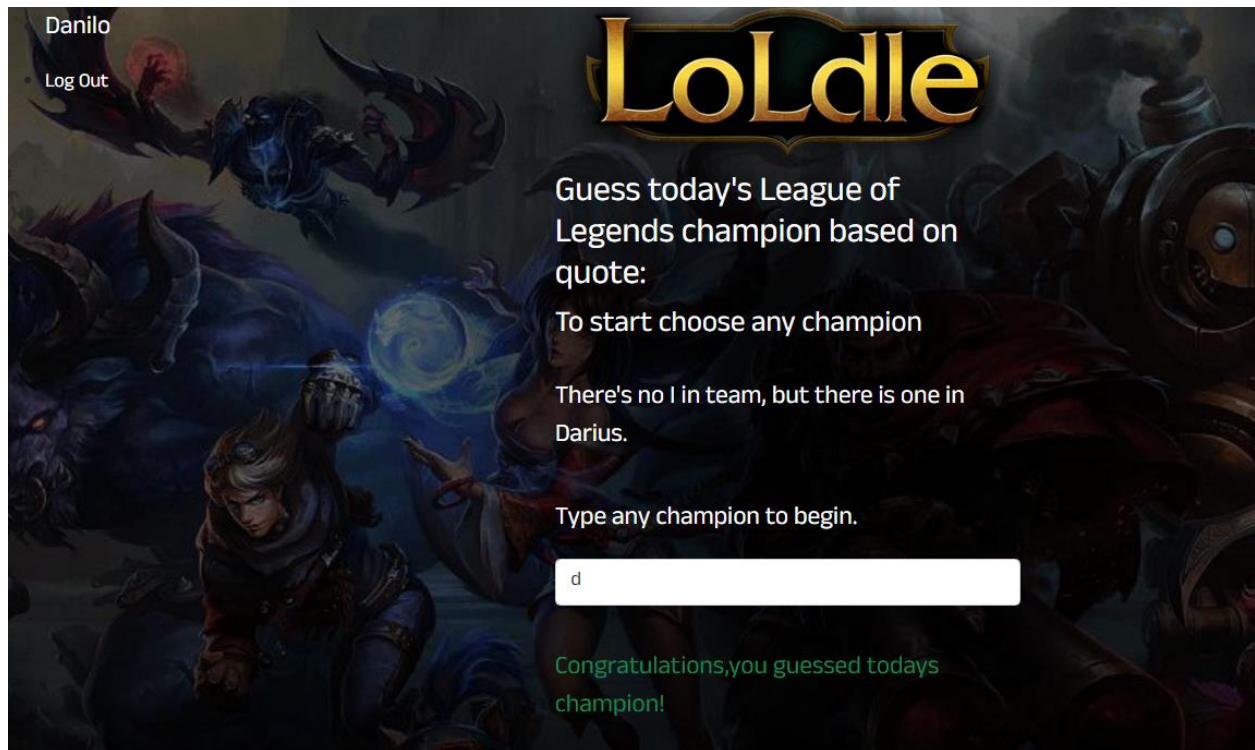 Danilo
Log Out
LoLdle
Guess today's League of
Legends champion based on
quote:
To start choose any champion
There's no I in team, but there is one in
Darius.
Type any champion to begin.
d
Congratulations,you guessed todays
champion!